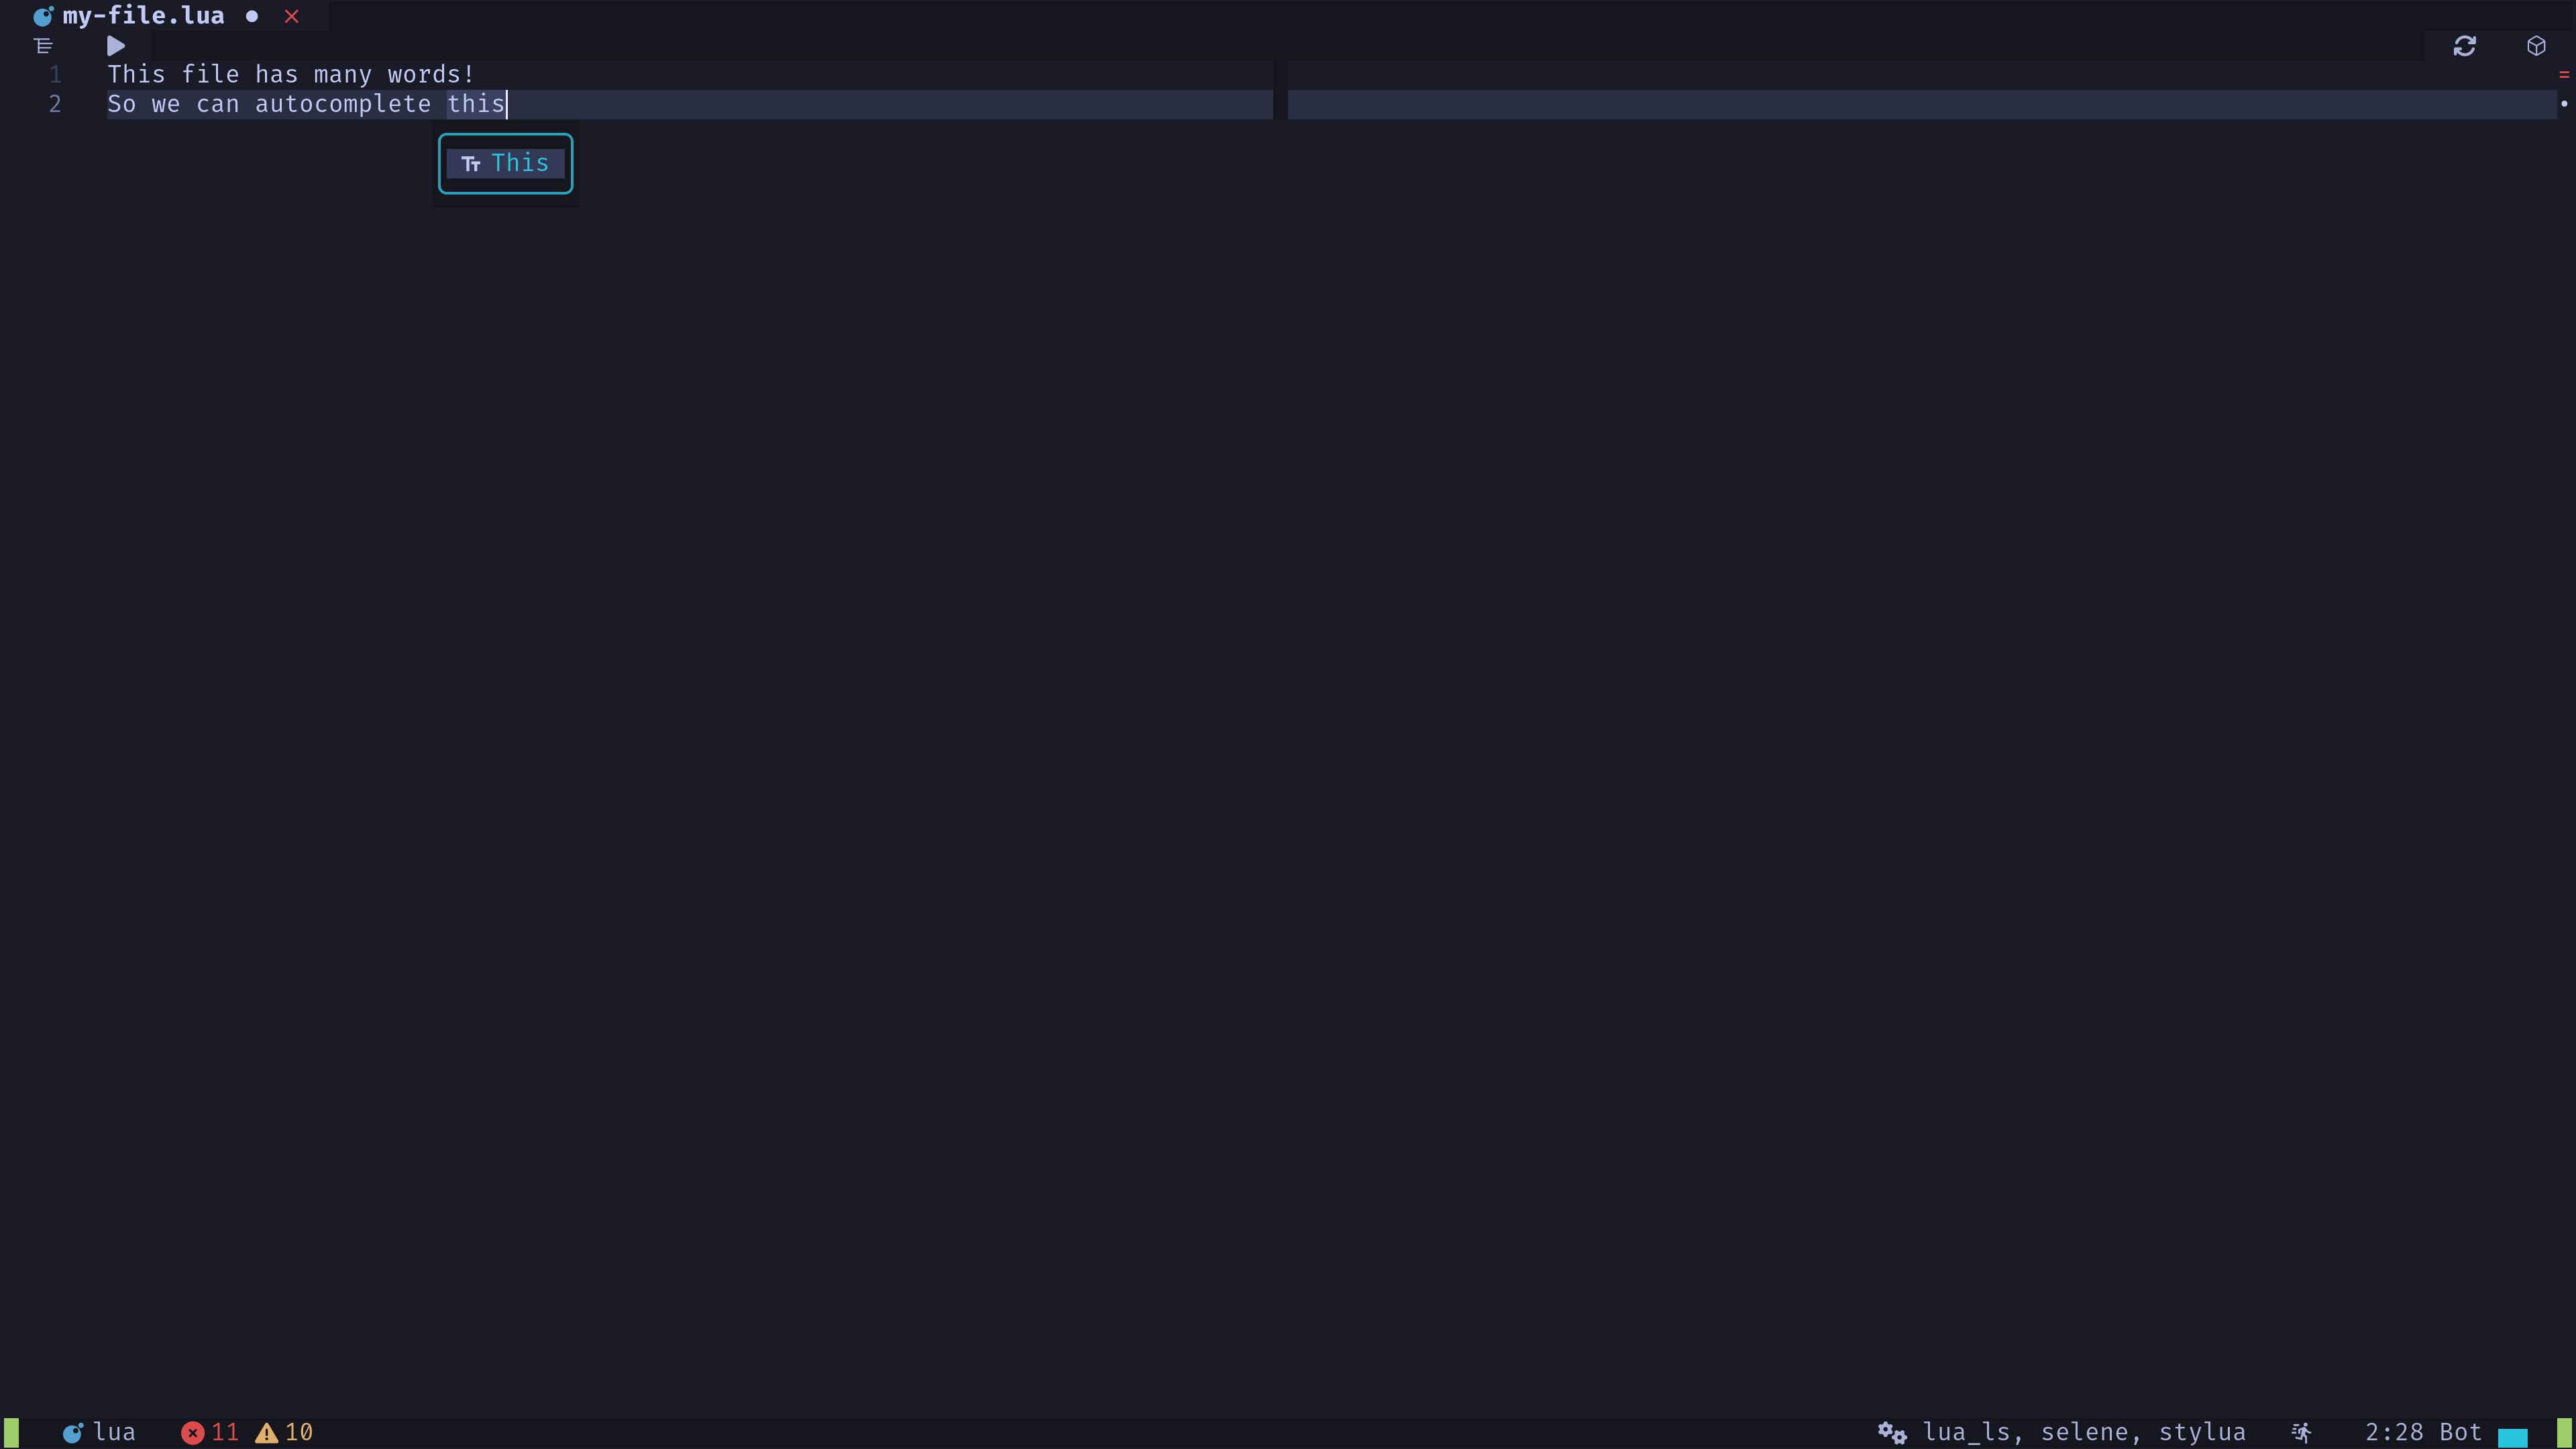 my-file.lua
1 This file has many words!
2 So we can autocomplete this
This
lua 11 10 lua_ls, selene, stylua 2:28 Bot